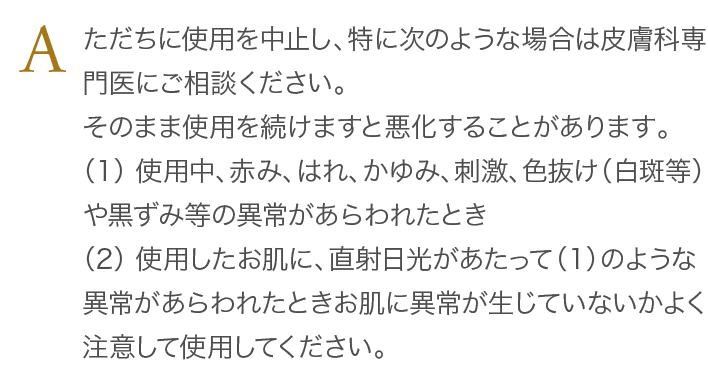 A ただちに使用を中止し、特に次のような場合は皮膚科専
門医にご相談ください。
そのまま使用を続けますと悪化することがあります。
（1） 使用中、赤み、はれ、かゆみ、刺激、色抜け（白斑等）
や黒ずみ等の異常があらわれたとき
（2） 使用したお肌に、直射日光があたって（1）のような
異常があらわれたときお肌に異常が生じていないかよく
注意して使用してください。